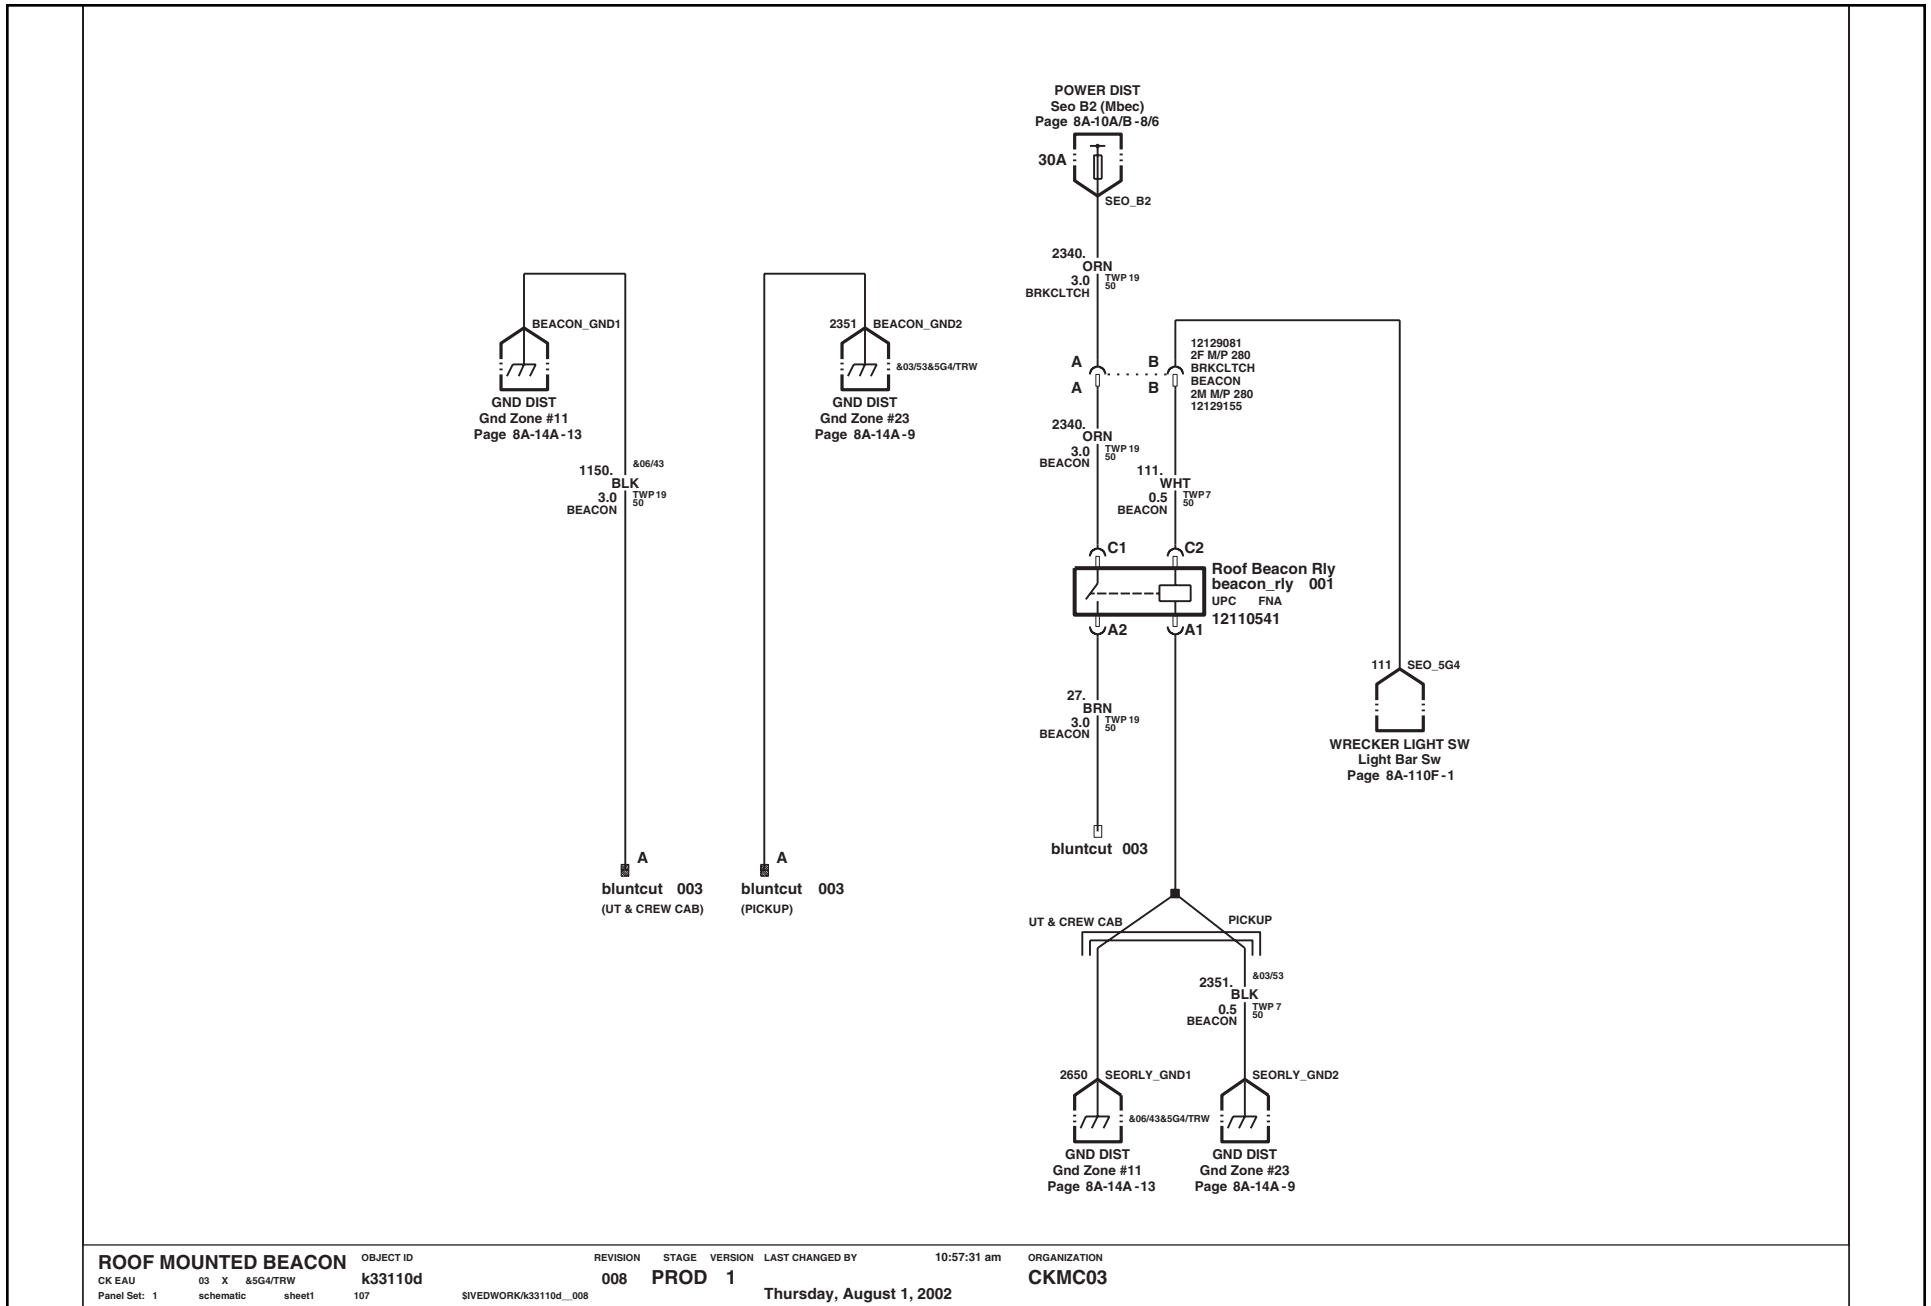 POWER DIST
Seo B2 (Mbec)
Page 8A-10A/B-8/6
30A
SEO_B2
2340.
ORN
3.0
TWP 19
50
BRKCLTCH
BEACON_GND1
GND DIST
Gnd Zone #11
Page 8A-14A-13
2351
BEACON_GND2
&03/53&5G4/TRW
GND DIST
Gnd Zone #23
Page 8A-14A-9
A
B
A
B
12129081
2F M/P 280
BRKCLTCH
BEACON
2M M/P 280
12129155
1150.
&06/43
BLK
3.0
TWP 19
50
BEACON
2340.
ORN
3.0
TWP 19
50
BEACON
111.
WHT
0.5
TWP 7
50
BEACON
C1
C2
Roof Beacon Rly
beacon_rly 001
UPC FNA
12110541
A2
A1
111
SEO_5G4
WRECKER LIGHT SW
Light Bar Sw
Page 8A-110F-1
27.
BRN
3.0
TWP 19
50
BEACON
bluntcut 003
A
bluntcut 003
(UT & CREW CAB)
A
bluntcut 003
(PICKUP)
UT & CREW CAB
PICKUP
2351.
&03/53
BLK
0.5
TWP 7
50
BEACON
2650
SEORLY_GND1
&06/43&5G4/TRW
GND DIST
Gnd Zone #11
Page 8A-14A-13
SEORLY_GND2
GND DIST
Gnd Zone #23
Page 8A-14A-9
ROOF MOUNTED BEACON
OBJECT ID
REVISION STAGE VERSION LAST CHANGED BY 10:57:31 am ORGANIZATION
CK EAU 03 X &5G4/TRW k33110d 008 PROD 1 CKMC03
Panel Set: 1 schematic sheet1 107 $IVEDWORK/k33110d__008 Thursday, August 1, 2002